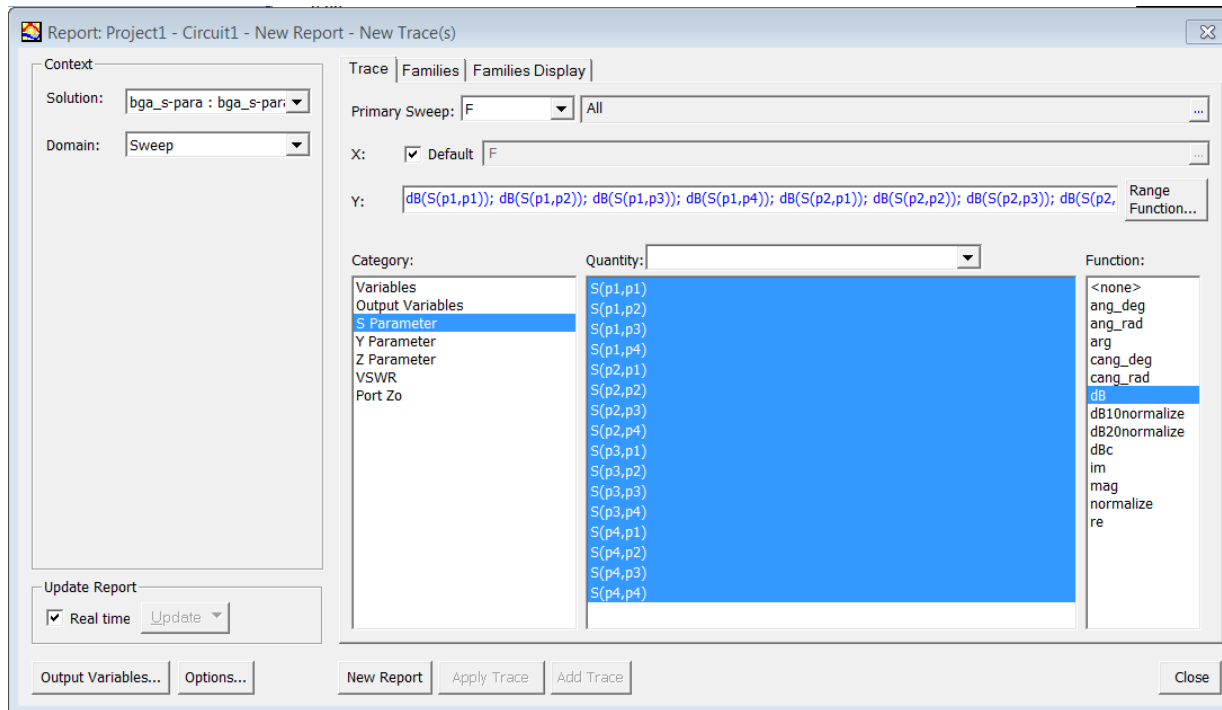 Report: Project1 - Circuit1 - New Report - New Trace(s)
Context
Solution: bga_s-para : bga_s-par
Domain: Sweep
Update Report
Real time Update
Output Variables... Options...
Trace Families Families Display
Primary Sweep: F All ...
X: Default F ...
Y: dB(S(p1,p1)); dB(S(p1,p2)); dB(S(p1,p3)); dB(S(p1,p4)); dB(S(p2,p1)); dB(S(p2,p2)); dB(S(p2,p3)); dB(S(p2,
Range
Function...
Category:
Variables
Output Variables
S Parameter
Y Parameter
Z Parameter
VSWR
Port Zo
Quantity:
S(p1,p1)
S(p1,p2)
S(p1,p3)
S(p1,p4)
S(p2,p1)
S(p2,p2)
S(p2,p3)
S(p2,p4)
S(p3,p1)
S(p3,p2)
S(p3,p3)
S(p3,p4)
S(p4,p1)
S(p4,p2)
S(p4,p3)
S(p4,p4)
Function:
<none>
ang_deg
ang_rad
arg
cang_deg
cang_rad
dB
dB10normalize
dB20normalize
dBc
im
mag
normalize
re
New Report Apply Trace Add Trace Close